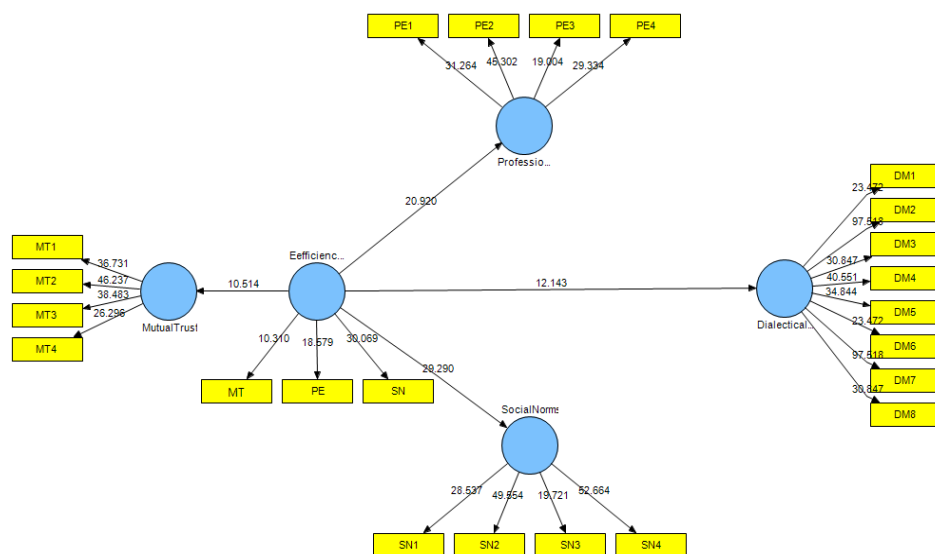 PE1 PE2 PE3 PE4
31.264 45.302 19.004 29.334
Professio...
20.920
DM1
23.472
DM2
97.518
DM3
30.847
DM4
40.551
34.844
DM5
23.472
DM6
97.518
DM7
30.847
DM8
Dialectical...
12.143
MT1
36.731
MT2
46.237
MT3
38.483
MT4
26.296
MutualTrust
10.514
Eefficienc...
10.310 18.579 30.069
MT PE SN
29.290
SocialNorms
28.537 49.554 19.721 52.664
SN1 SN2 SN3 SN4